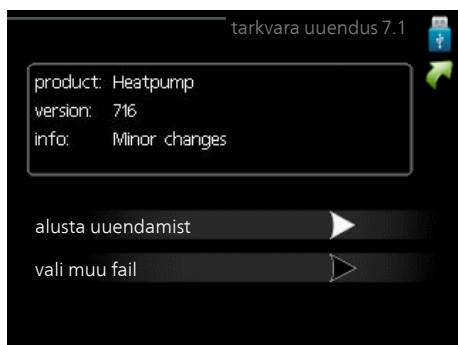 tarkvara uuendus 7.1
product: Heatpump
version: 716
info: Minor changes
alusta uuendamist
vali muu fail